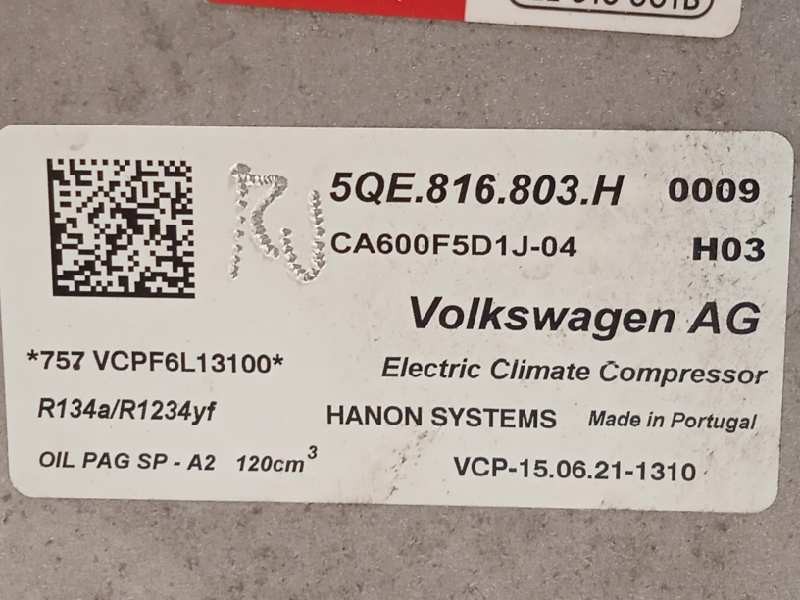 5QE.816.803.H 0009
CA600F5D1J-04 H03
Volkswagen AG
*757 VCPF6L13100*
Electric Climate Compressor
R134a/R1234yf
HANON SYSTEMS Made in Portugal
OIL PAG SP - A2 120cm³
VCP-15.06.21-1310